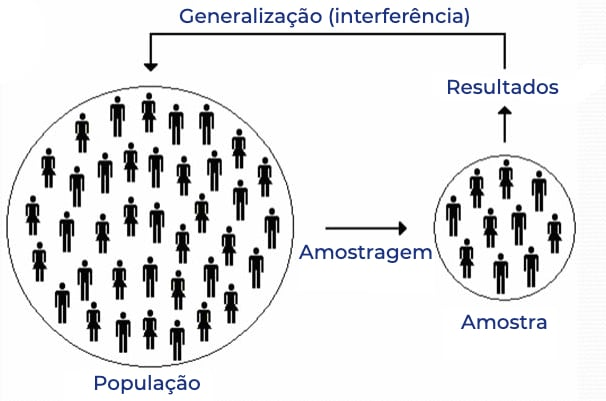 Generalização (interferência)
Resultados
Amostragem
Amostra
População